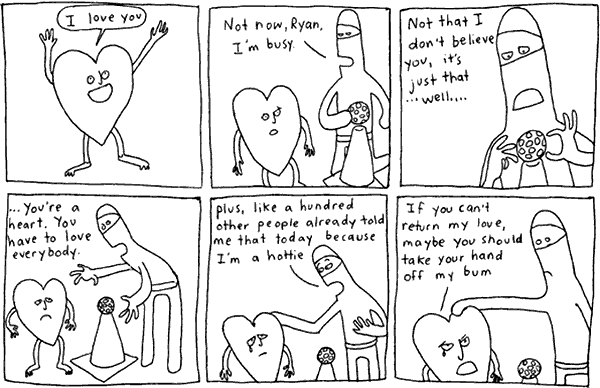 I love you
Not now, Ryan,
I'm busy.
Not that I
don't believe
you, it's
just that
...well....
...You're a
heart. You
have to love
everybody.
plus, like a hundred
other people already told
me that today because
I'm a hottie
If you can't
return my love,
maybe you should
take your hand
off my bum